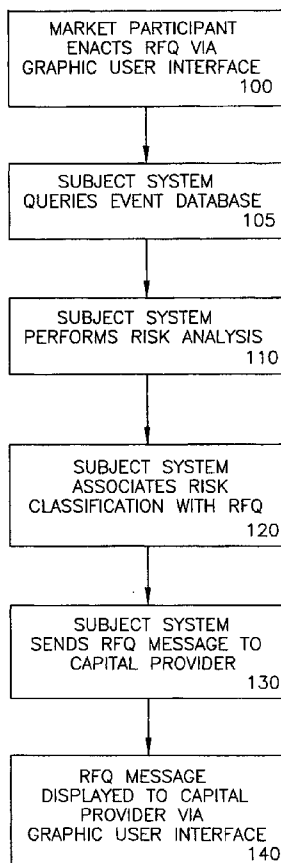 MARKET PARTICIPANT
ENACTS RFQ VIA
GRAPHIC USER INTERFACE
100
SUBJECT SYSTEM
QUERIES EVENT DATABASE
105
SUBJECT SYSTEM
PERFORMS RISK ANALYSIS
110
SUBJECT SYSTEM
ASSOCIATES RISK
CLASSIFICATION WITH RFQ
120
SUBJECT SYSTEM
SENDS RFQ MESSAGE TO
CAPITAL PROVIDER
130
RFQ MESSAGE
DISPLAYED TO CAPITAL
PROVIDER VIA
GRAPHIC USER INTERFACE
140